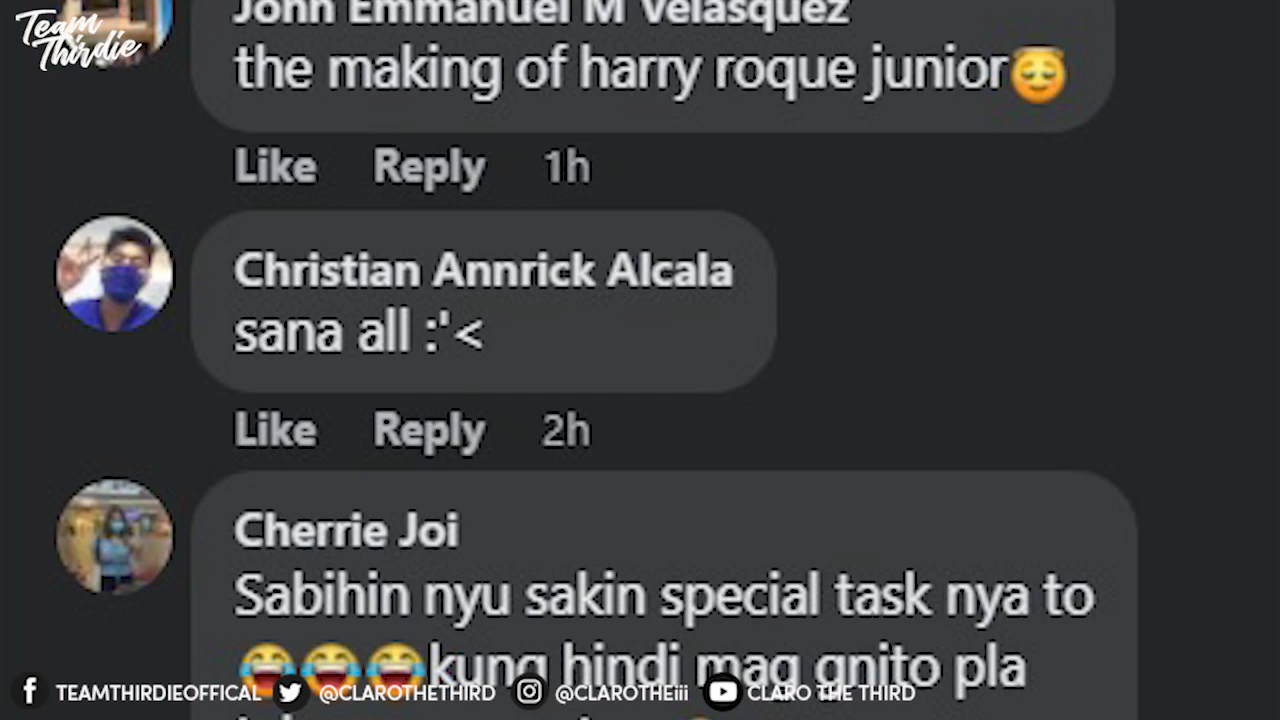 Team
Thirdie
John Emmanuel M Velasquez
the making of harry roque junior😇
Like Reply 1h
Christian Annrick Alcala
sana all :'<
Like Reply 2h
Cherrie Joi
Sabihin nyu sakin special task nya to
😂😂😂kung hindi mag gnito pla
TEAMTHIRDIEOFFICAL @CLAROTHETHIRD @CLAROTHEiii CLARO THE THIRD